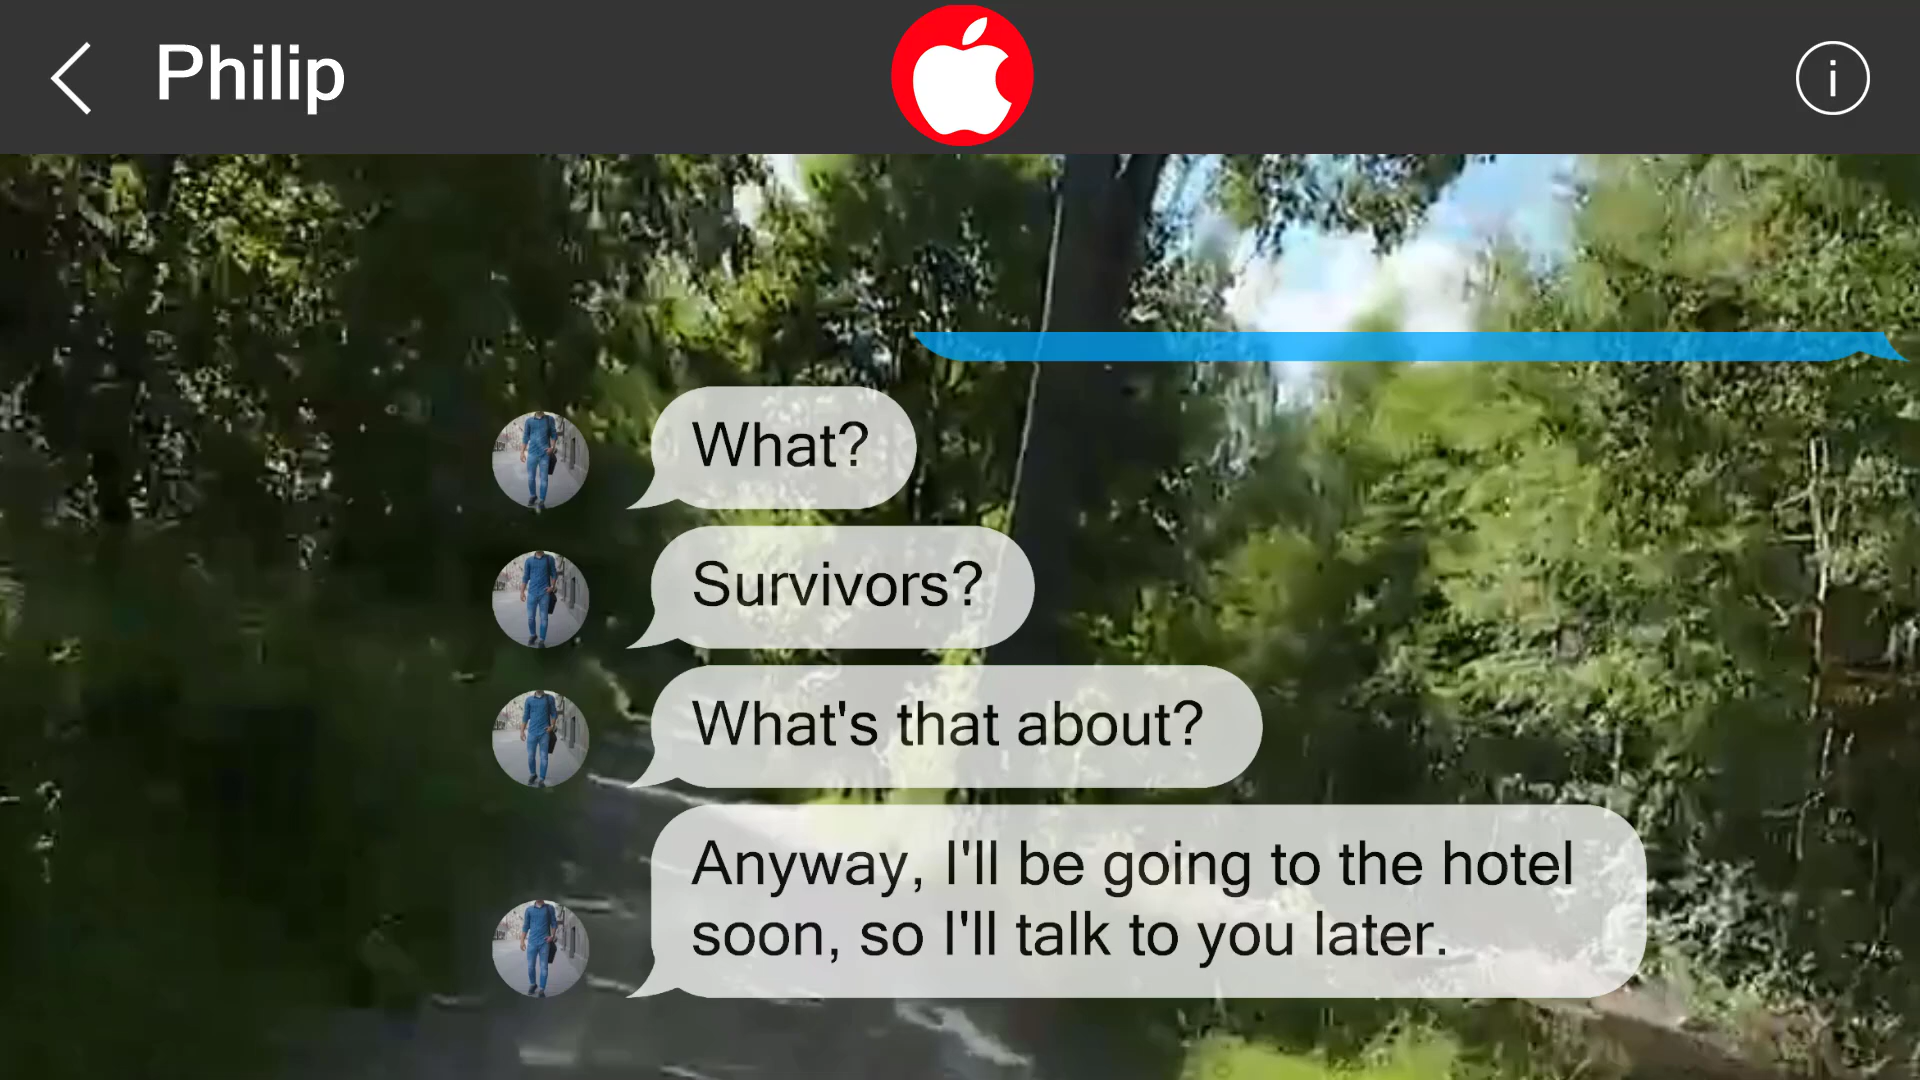 Philip
i
What?
Survivors?
What's that about?
Anyway, I'll be going to the hotel
soon, so I'll talk to you later.